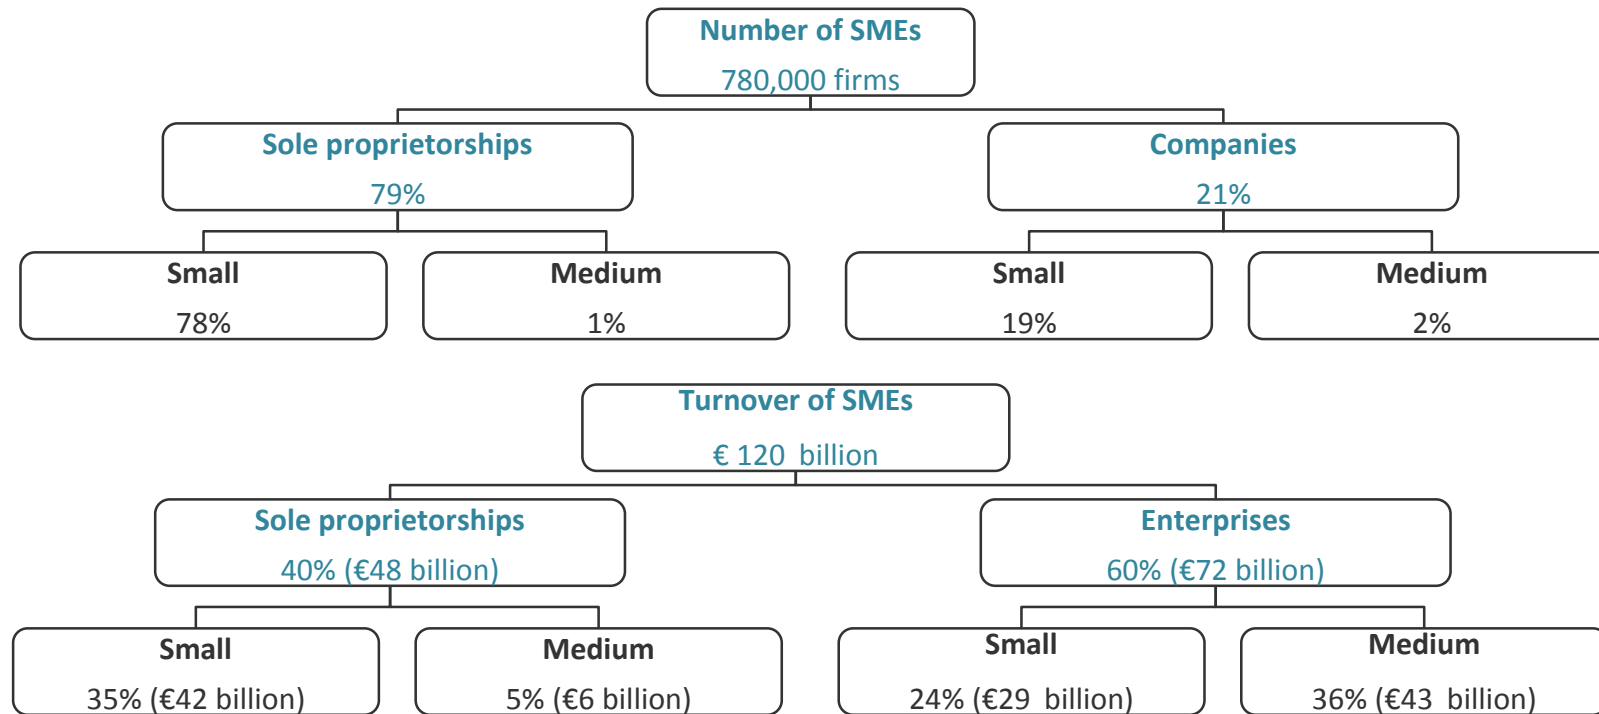 Number of SMEs
780,000 firms
Sole proprietorships
79%
Companies
21%
Small
78%
Medium
1%
Small
19%
Medium
2%
Turnover of SMEs
€ 120 billion
Sole proprietorships
40% (€48 billion)
Enterprises
60% (€72 billion)
Small
35% (€42 billion)
Medium
5% (€6 billion)
Small
24% (€29 billion)
Medium
36% (€43 billion)